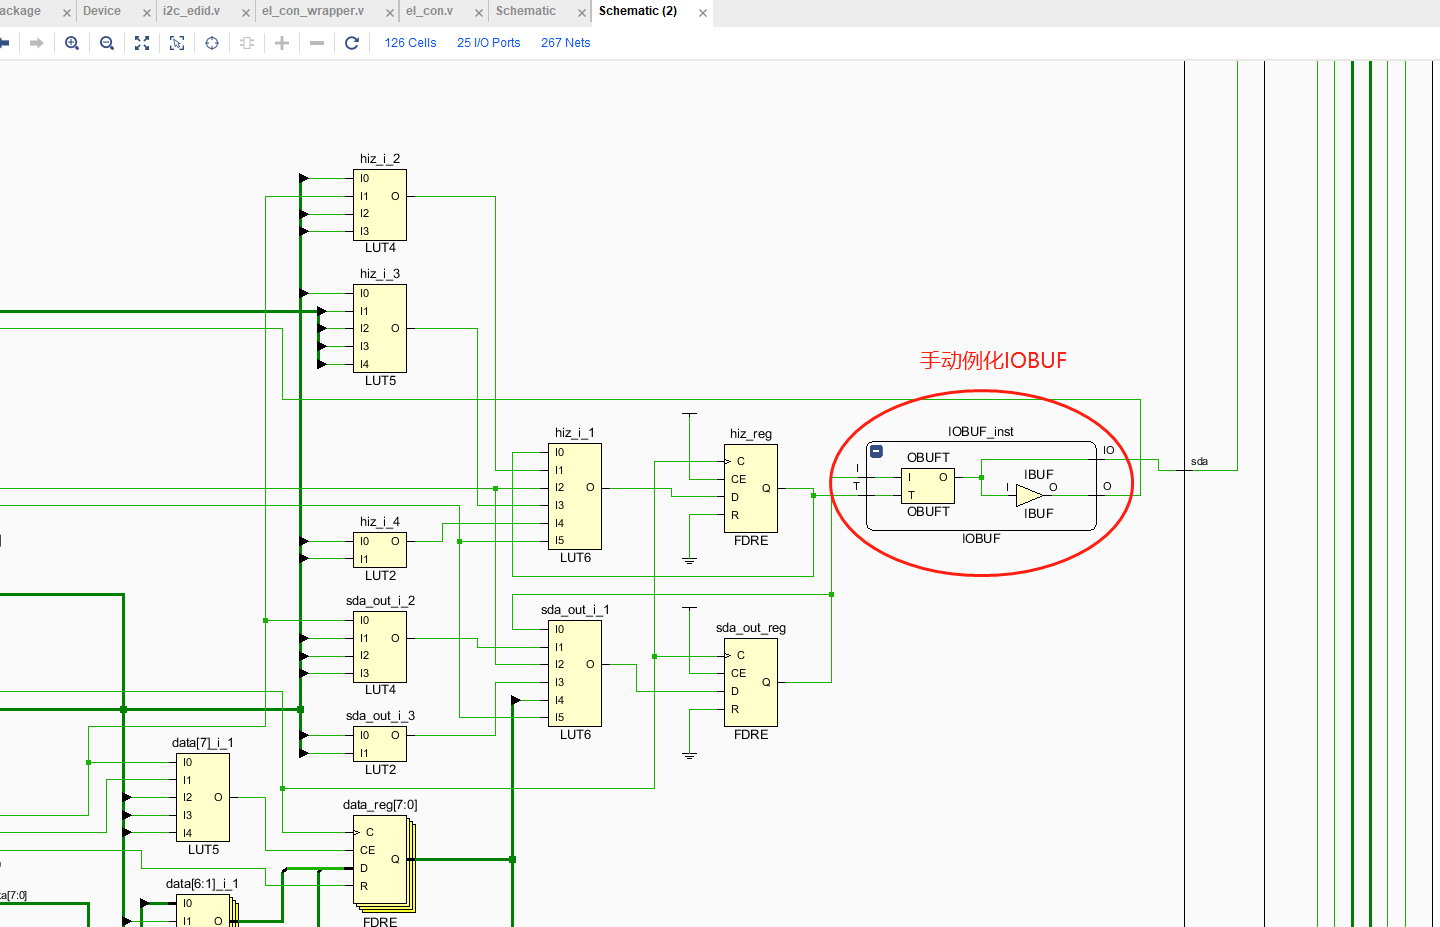 ackage
Device
i2c_edid.v
el_con_wrapper.v
el_con.v
Schematic
Schematic (2)
126 Cells
25 I/O Ports
267 Nets
hiz_i_2
I0
I1
I2
I3
O
LUT4
hiz_i_3
I0
I1
I2
I3
I4
O
LUT5
手动例化IOBUF
hiz_i_1
I0
I1
I2
I3
I4
I5
O
LUT6
hiz_reg
C
CE
D
R
Q
FDRE
IOBUF_inst
I
T
OBUFT
I
T
O
OBUFT
IBUF
I
O
IBUF
IO
O
IOBUF
sda
hiz_i_4
I0
I1
O
LUT2
sda_out_i_2
I0
I1
I2
I3
O
LUT4
sda_out_i_1
I0
I1
I2
I3
I4
I5
O
LUT6
sda_out_reg
C
CE
D
R
Q
FDRE
sda_out_i_3
I0
I1
O
LUT2
data[7]_i_1
I0
I1
I2
I3
I4
O
LUT5
data_reg[7:0]
C
CE
D
R
Q
FDRE
data[6:1]_i_1
I0
I1
O
ta[7:0]